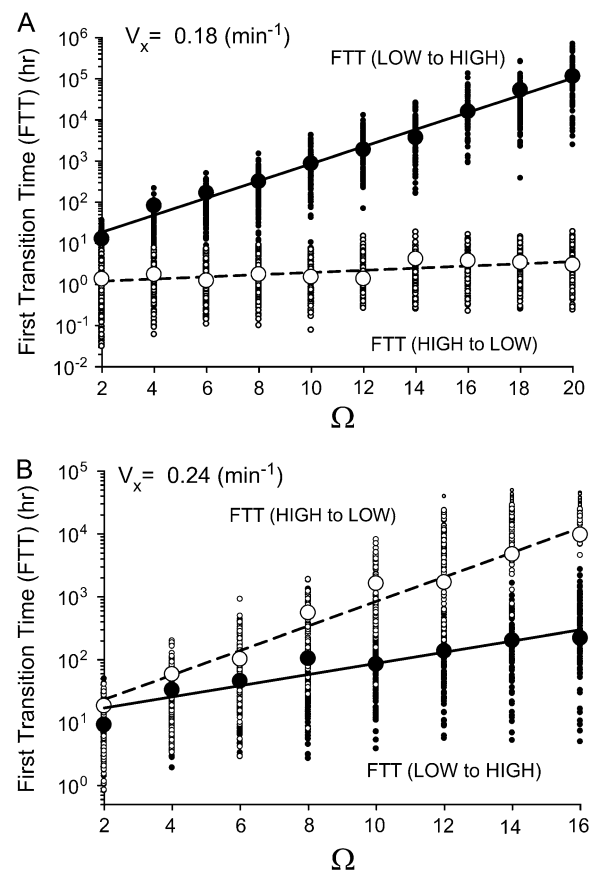 A
V_x= 0.18 (min^-1)
FTT (LOW to HIGH)
First Transition Time (FTT) (hr)
10^6
10^5
10^4
10^3
10^2
10^1
10^0
10^-1
10^-2
FTT (HIGH to LOW)
2 4 6 8 10 12 14 16 18 20
Ω
B
V_x= 0.24 (min^-1)
FTT (HIGH to LOW)
First Transition Time (FTT) (hr)
10^5
10^4
10^3
10^2
10^1
10^0
FTT (LOW to HIGH)
2 4 6 8 10 12 14 16
Ω